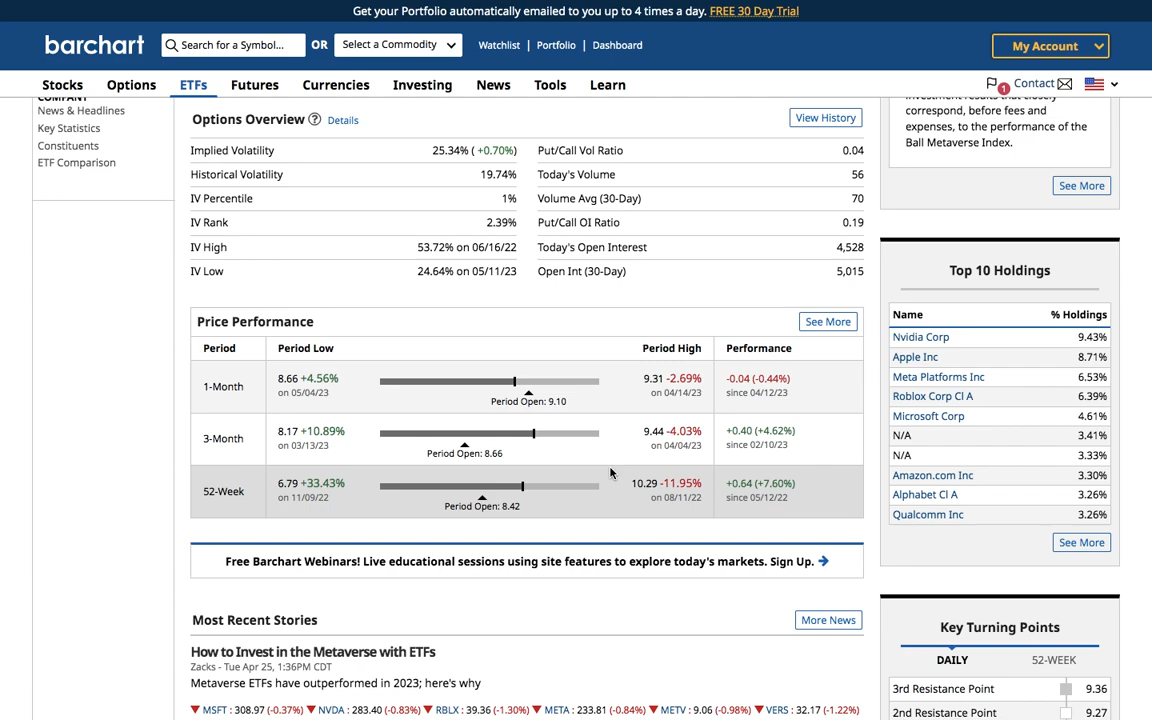 Get your Portfolio automatically emailed to you up to 4 times a day. FREE 30 Day Trial
barchart
Search for a Symbol...
OR
Select a Commodity
Watchlist | Portfolio | Dashboard
My Account
Stocks Options ETFs Futures Currencies Investing News Tools Learn
1
Contact
COMPANY
News & Headlines
Key Statistics
Constituents
ETF Comparison
Options Overview ? Details
View History
Implied Volatility 25.34% ( +0.70%)
Historical Volatility 19.74%
IV Percentile 1%
IV Rank 2.39%
IV High 53.72% on 06/16/22
IV Low 24.64% on 05/11/23
Put/Call Vol Ratio 0.04
Today's Volume 56
Volume Avg (30-Day) 70
Put/Call OI Ratio 0.19
Today's Open Interest 4,528
Open Int (30-Day) 5,015
Price Performance
See More
Period Period Low Period High Performance
1-Month
8.66 +4.56%
on 05/04/23
Period Open: 9.10
9.31 -2.69%
on 04/14/23
-0.04 (-0.44%)
since 04/12/23
3-Month
8.17 +10.89%
on 03/13/23
Period Open: 8.66
9.44 -4.03%
on 04/04/23
+0.40 (+4.62%)
since 02/10/23
52-Week
6.79 +33.43%
on 11/09/22
Period Open: 8.42
10.29 -11.95%
on 08/11/22
+0.64 (+7.60%)
since 05/12/22
Free Barchart Webinars! Live educational sessions using site features to explore today's markets. Sign Up.
Most Recent Stories
More News
How to Invest in the Metaverse with ETFs
Zacks - Tue Apr 25, 1:36PM CDT
Metaverse ETFs have outperformed in 2023; here's why
MSFT : 308.97 (-0.37%) NVDA : 283.40 (-0.83%) RBLX : 39.36 (-1.30%) META : 233.81 (-0.84%) METV : 9.06 (-0.98%) VERS : 32.17 (-1.22%)
investment results that closely
correspond, before fees and
expenses, to the performance of the
Ball Metaverse Index.
See More
Top 10 Holdings
Name % Holdings
Nvidia Corp 9.43%
Apple Inc 8.71%
Meta Platforms Inc 6.53%
Roblox Corp Cl A 6.39%
Microsoft Corp 4.61%
N/A 3.41%
N/A 3.33%
Amazon.com Inc 3.30%
Alphabet Cl A 3.26%
Qualcomm Inc 3.26%
See More
Key Turning Points
DAILY 52-WEEK
3rd Resistance Point 9.36
2nd Resistance Point 9.27